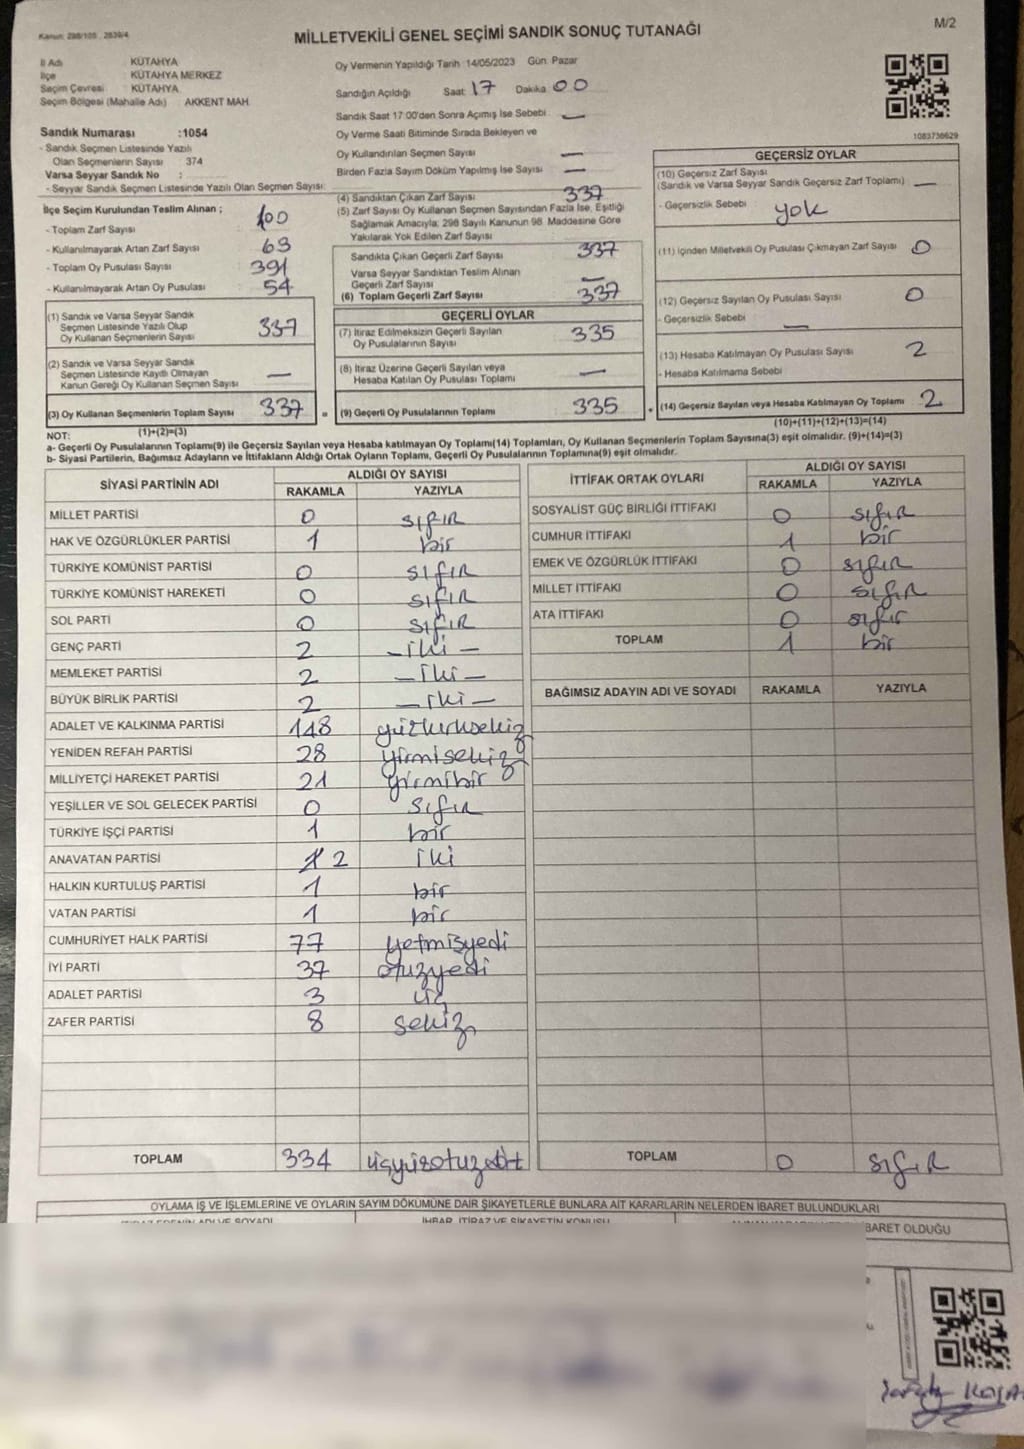 Kanun: 298/105 , 2839/4
M/2
MİLLETVEKİLİ GENEL SEÇİMİ SANDIK SONUÇ TUTANAĞI
İl Adı KÜTAHYA
İlçe KÜTAHYA MERKEZ
Seçim Çevresi : KÜTAHYA
Seçim Bölgesi (Mahalle Adı) AKKENT MAH.
Oy Vermenin Yapıldığı Tarih 14/05/2023 Gün. Pazar
Sandığın Açıldığı Saat: 17 Dakika 00
Sandık Saat 17:00'den Sonra Açımış İse Sebebi —
Oy Verme Saati Bitiminde Sırada Bekleyen ve
Oy Kullandırılan Seçmen Sayısı —
Birden Fazla Sayım Döküm Yapılmış İse Sayısı —
1083736629
Sandık Numarası :1054
- Sandık Seçmen Listesinde Yazılı
Olan Seçmenlerin Sayısı 374
Varsa Seyyar Sandık No :
- Seyyar Sandık Seçmen Listesinde Yazılı Olan Seçmen Sayısı:
İlçe Seçim Kurulundan Teslim Alınan ;
- Toplam Zarf Sayısı 400
- Kullanılmayarak Artan Zarf Sayısı 63
- Toplam Oy Pusulası Sayısı 391
- Kullanılmayarak Artan Oy Pusulası 54
(4) Sandıktan Çıkan Zarf Sayısı 337
(5) Zarf Sayısı Oy Kullanan Seçmen Sayısından Fazla İse, Eşitliği
Sağlamak Amacıyla; 298 Sayılı Kanunun 98. Maddesine Göre
Yakılarak Yok Edilen Zarf Sayısı
Sandıkta Çıkan Geçerli Zarf Sayısı 337
Varsa Seyyar Sandıktan Teslim Alınan
Geçerli Zarf Sayısı —
(6) Toplam Geçerli Zarf Sayısı 337
GEÇERSİZ OYLAR
(10) Geçersiz Zarf Sayısı
(Sandık ve Varsa Seyyar Sandık Geçersiz Zarf Toplamı) —
- Geçersizlik Sebebi : yok
(11) İçinden Milletvekili Oy Pusulası Çıkmayan Zarf Sayısı 0
(12) Geçersiz Sayılan Oy Pusulası Sayısı 0
- Geçersizlik Sebebi —
(13) Hesaba Katılmayan Oy Pusulası Sayısı 2
- Hesaba Katılmama Sebebi
(14) Geçersiz Sayılan veya Hesaba Katılmayan Oy Toplamı 2
(10)+(11)+(12)+(13)=(14)
(1) Sandık ve Varsa Seyyar Sandık
Seçmen Listesinde Yazılı Olup
Oy Kullanan Seçmenlerin Sayısı 337
(2) Sandık ve Varsa Seyyar Sandık
Seçmen Listesinde Kayıtlı Olmayan
Kanun Gereği Oy Kullanan Seçmen Sayısı —
(3) Oy Kullanan Seçmenlerin Toplam Sayısı 337 =
(1)+(2)=(3)
GEÇERLİ OYLAR
(7) İtiraz Edilmeksizin Geçerli Sayılan
Oy Pusulalarının Sayısı 335
(8) İtiraz Üzerine Geçerli Sayılan veya
Hesaba Katılan Oy Pusulası Toplamı —
(9) Geçerli Oy Pusulalarının Toplamı 335 +
NOT:
a- Geçerli Oy Pusulalarının Toplamı(9) ile Geçersiz Sayılan veya Hesaba katılmayan Oy Toplamı(14) Toplamları, Oy Kullanan Seçmenlerin Toplam Sayısına(3) eşit olmalıdır. (9)+(14)=(3)
b- Siyasi Partilerin, Bağımsız Adayların ve İttifakların Aldığı Ortak Oyların Toplamı, Geçerli Oy Pusulalarının Toplamına(9) eşit olmalıdır.
SİYASİ PARTİNİN ADI ALDIĞI OY SAYISI
RAKAMLA YAZIYLA
MİLLET PARTİSİ 0 sıfır
HAK VE ÖZGÜRLÜKLER PARTİSİ 1 bir
TÜRKİYE KOMÜNİST PARTİSİ 0 sıfır
TÜRKİYE KOMÜNİST HAREKETİ 0 sıfır
SOL PARTİ 0 sıfır
GENÇ PARTİ 2 — iki —
MEMLEKET PARTİSİ 2 — iki —
BÜYÜK BİRLİK PARTİSİ 2 — iki —
ADALET VE KALKINMA PARTİSİ 148 yüzkırksekiz
YENİDEN REFAH PARTİSİ 28 yirmisekiz
MİLLİYETÇİ HAREKET PARTİSİ 21 yirmibir
YEŞİLLER VE SOL GELECEK PARTİSİ 0 sıfır
TÜRKİYE İŞÇİ PARTİSİ 1 bir
ANAVATAN PARTİSİ 2 iki
HALKIN KURTULUŞ PARTİSİ 1 bir
VATAN PARTİSİ 1 bir
CUMHURİYET HALK PARTİSİ 77 yetmişyedi
İYİ PARTİ 37 otuzyedi
ADALET PARTİSİ 3 üç
ZAFER PARTİSİ 8 sekiz
TOPLAM 334 üçyüzotuzdört
İTTİFAK ORTAK OYLARI ALDIĞI OY SAYISI
RAKAMLA YAZIYLA
SOSYALİST GÜÇ BİRLİĞİ İTTİFAKI 0 sıfır
CUMHUR İTTİFAKI 1 bir
EMEK VE ÖZGÜRLÜK İTTİFAKI 0 sıfır
MİLLET İTTİFAKI 0 sıfır
ATA İTTİFAKI 0 sıfır
TOPLAM 1 bir
BAĞIMSIZ ADAYIN ADI VE SOYADI RAKAMLA YAZIYLA
TOPLAM 0 sıfır
OYLAMA İŞ VE İŞLEMLERİNE VE OYLARIN SAYIM DÖKÜMÜNE DAİR ŞİKAYETLERLE BUNLARA AİT KARARLARIN NELERDEN İBARET BULUNDUKLARI
İTİRAZ EDENİN ADI VE SOYADI İHBAR, İTİRAZ VE ŞİKAYETİN KONUSU İBARET OLDUĞU